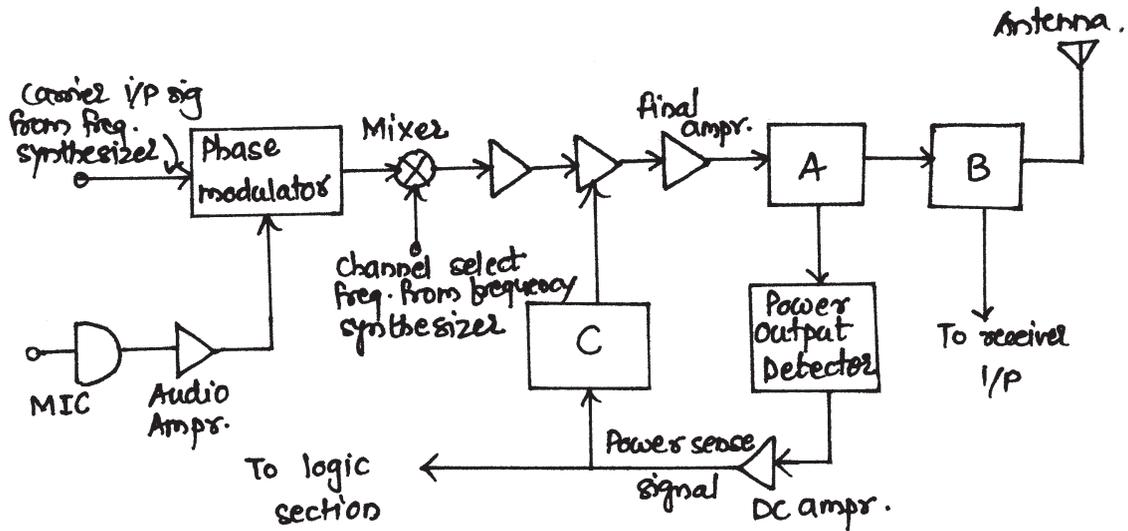 Antenna.
Carrier i/p sig
from freq.
synthesizer
Phase
modulator
Mixer
final
ampr.
A
B
Channel select
freq. from frequency
synthesizer
C
Power
Output
Detector
To receiver
I/P
MIC
Audio
Ampr.
To logic
section
Power sense
signal
DC ampr.